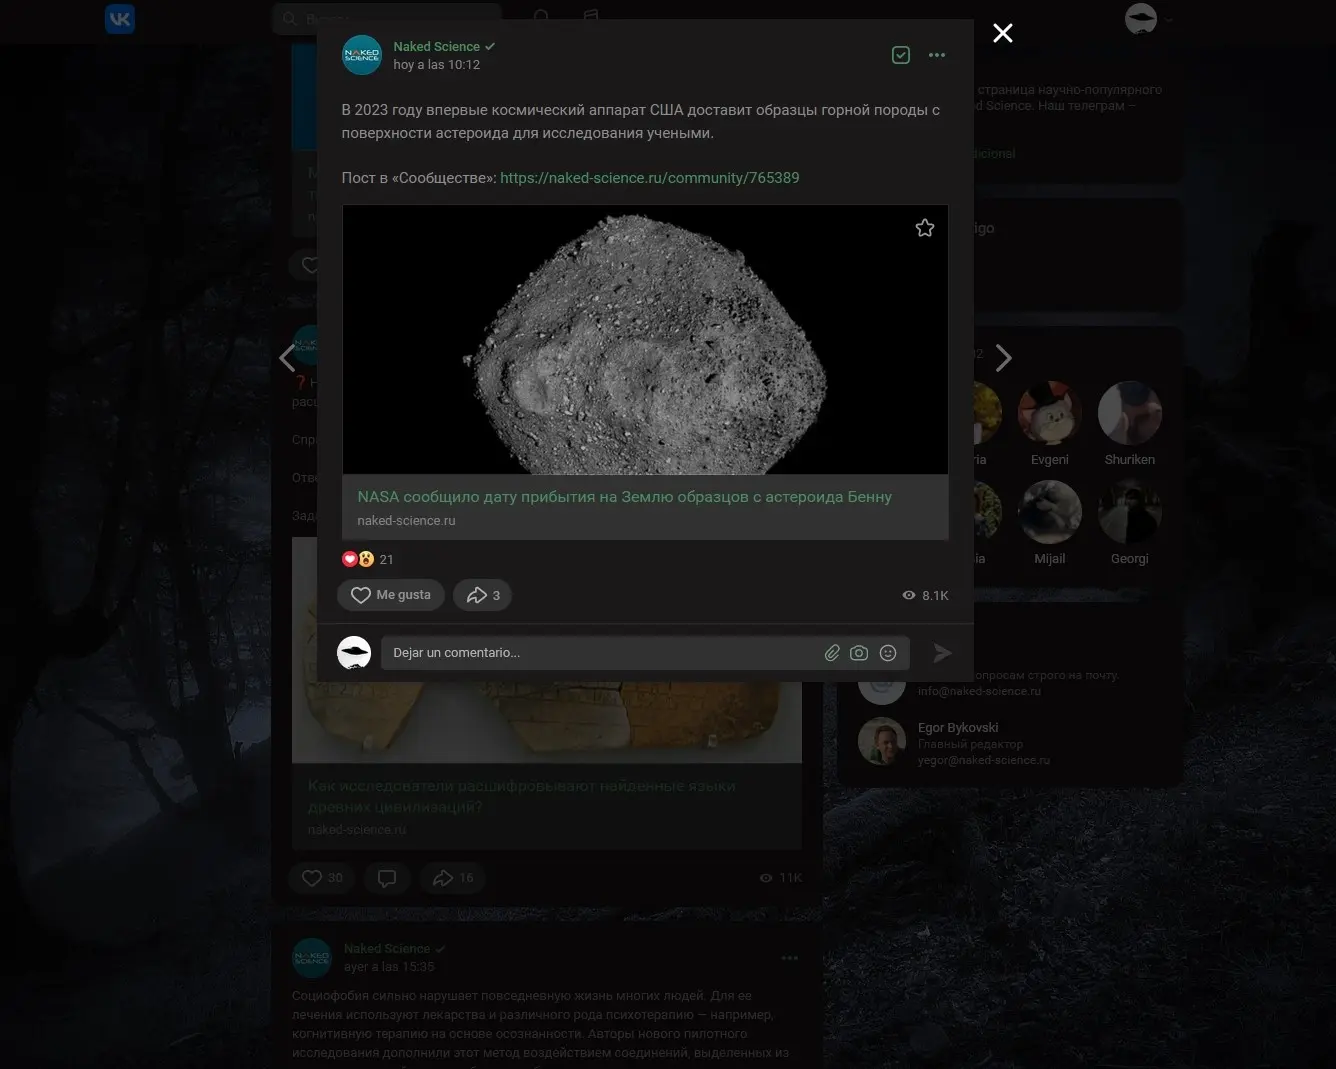 Naked Science
hoy a las 10:12
В 2023 году впервые космический аппарат США доставит образцы горной породы с
поверхности астероида для исследования учеными.
Пост в «Сообществе»: https://naked-science.ru/community/765389
NASA сообщило дату прибытия на Землю образцов с астероида Бенну
naked-science.ru
21
Me gusta
3
8.1K
Dejar un comentario...
страница научно-популярного
d Science. Наш телеграм –
Evgeni
Shuriken
Mijail
Georgi
опросам строго на почту.
info@naked-science.ru
Egor Bykovski
Главный редактор
yegor@naked-science.ru
Как исследователи расшифровывают найденные языки
древних цивилизаций?
naked-science.ru
30
16
11K
Naked Science
ayer a las 15:35
Социофобия сильно нарушает повседневную жизнь многих людей. Для ее
лечения используют лекарства и различного рода психотерапию — например,
когнитивную терапию на основе осознанности. Авторы нового пилотного
исследования дополнили этот метод воздействием соединений, выделенных из